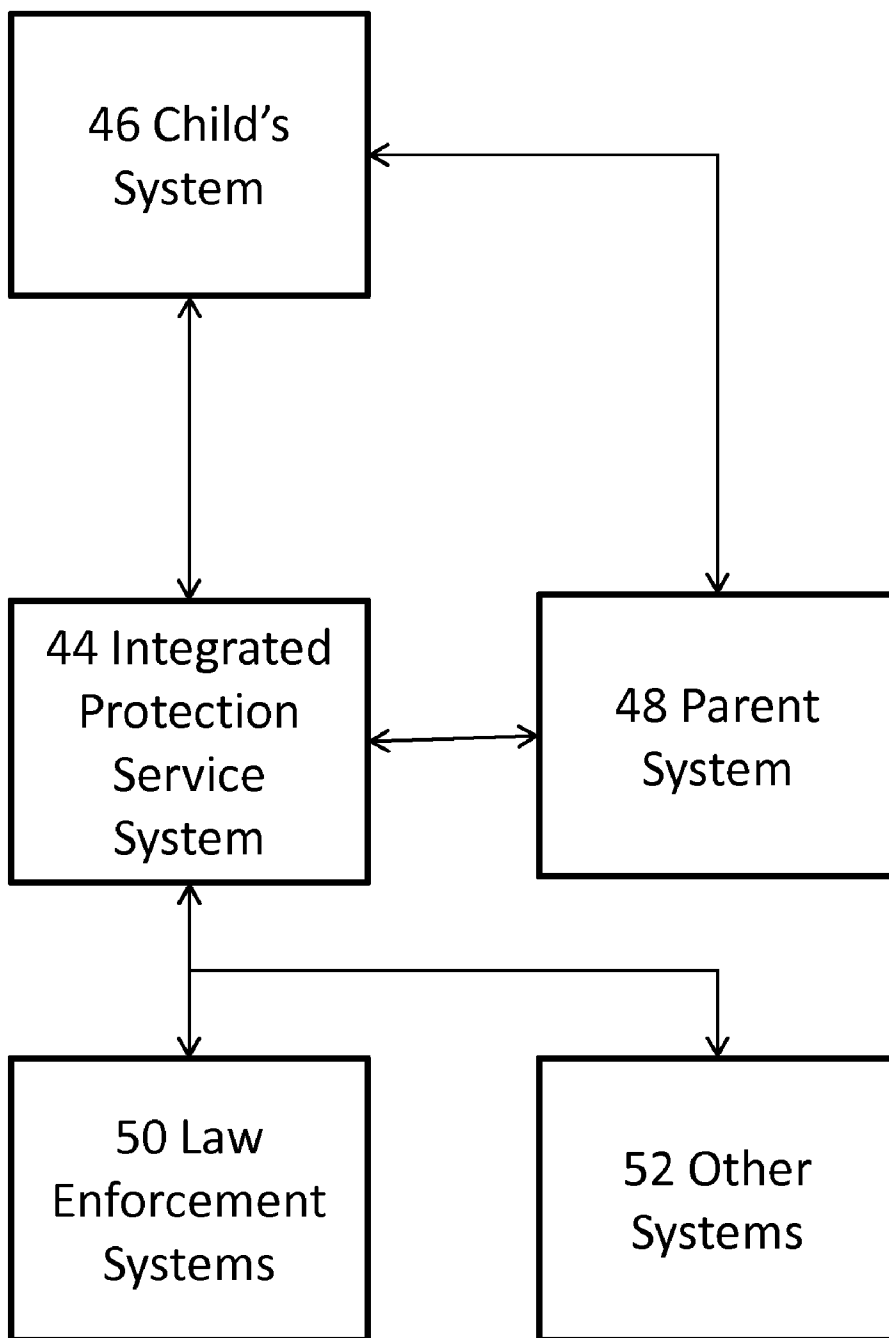 46 Child’s
System
44 Integrated
Protection
Service
System
48 Parent
System
50 Law
Enforcement
Systems
52 Other
Systems